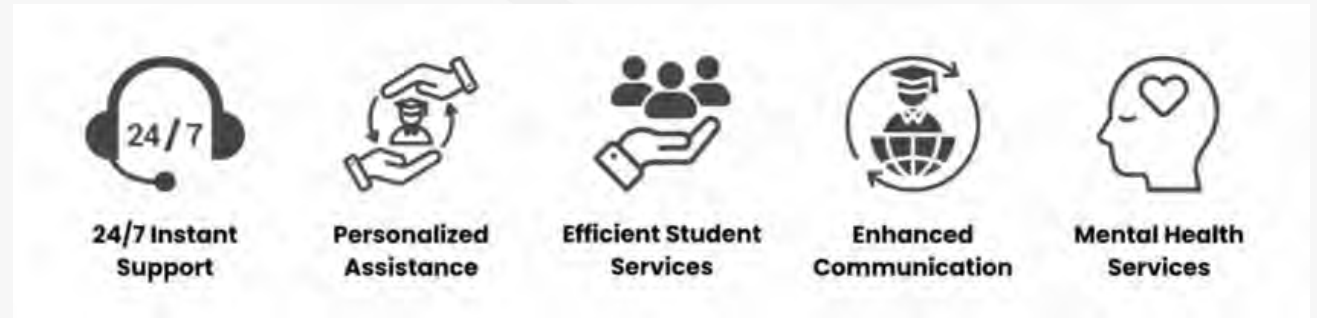 24/7
24/7 Instant
Support
Personalized
Assistance
Efficient Student
Services
Enhanced
Communication
Mental Health
Services